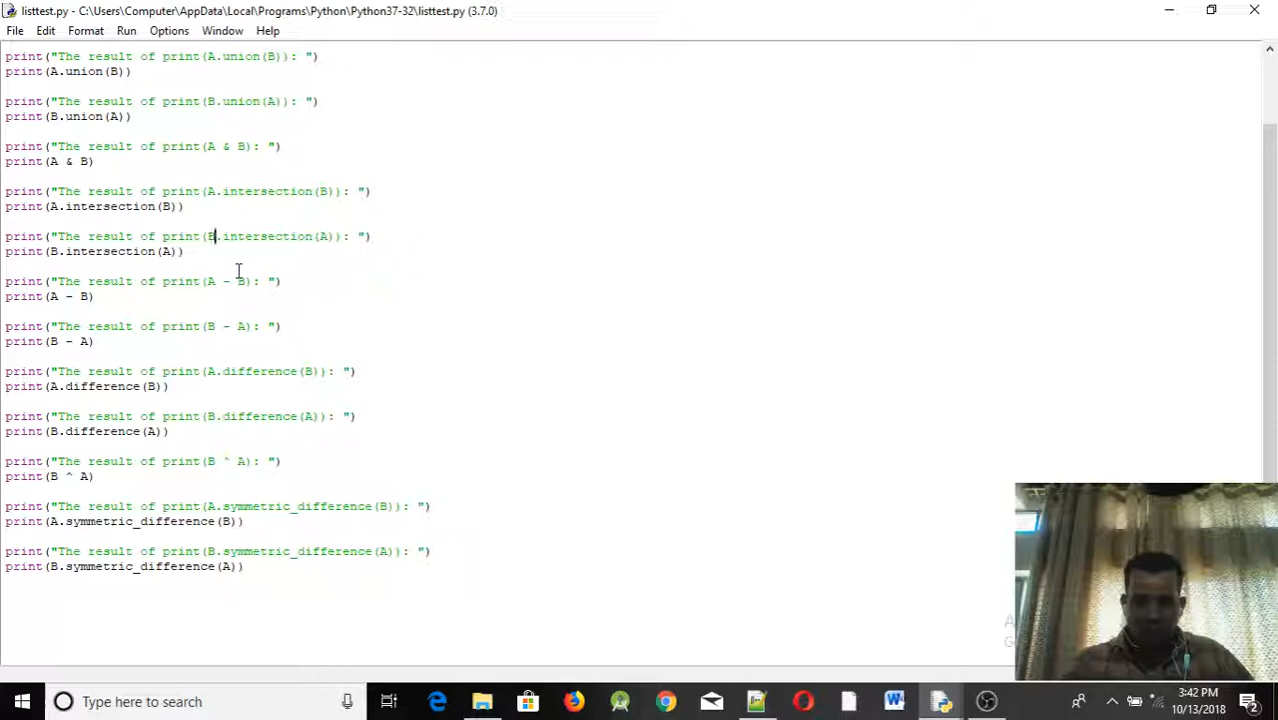 listtest.py - C:\Users\Computer\AppData\Local\Programs\Python\Python37-32\listtest.py (3.7.0)
File Edit Format Run Options Window Help
print("The result of print(A.union(B)): ")
print(A.union(B))
print("The result of print(B.union(A)): ")
print(B.union(A))
print("The result of print(A & B): ")
print(A & B)
print("The result of print(A.intersection(B)): ")
print(A.intersection(B))
print("The result of print(B.intersection(A)): ")
print(B.intersection(A))
print("The result of print(A - B): ")
print(A - B)
print("The result of print(B - A): ")
print(B - A)
print("The result of print(A.difference(B)): ")
print(A.difference(B))
print("The result of print(B.difference(A)): ")
print(B.difference(A))
print("The result of print(B ^ A): ")
print(B ^ A)
print("The result of print(A.symmetric_difference(B)): ")
print(A.symmetric_difference(B))
print("The result of print(B.symmetric_difference(A)): ")
print(B.symmetric_difference(A))
Type here to search
3:42 PM
10/13/2018
2